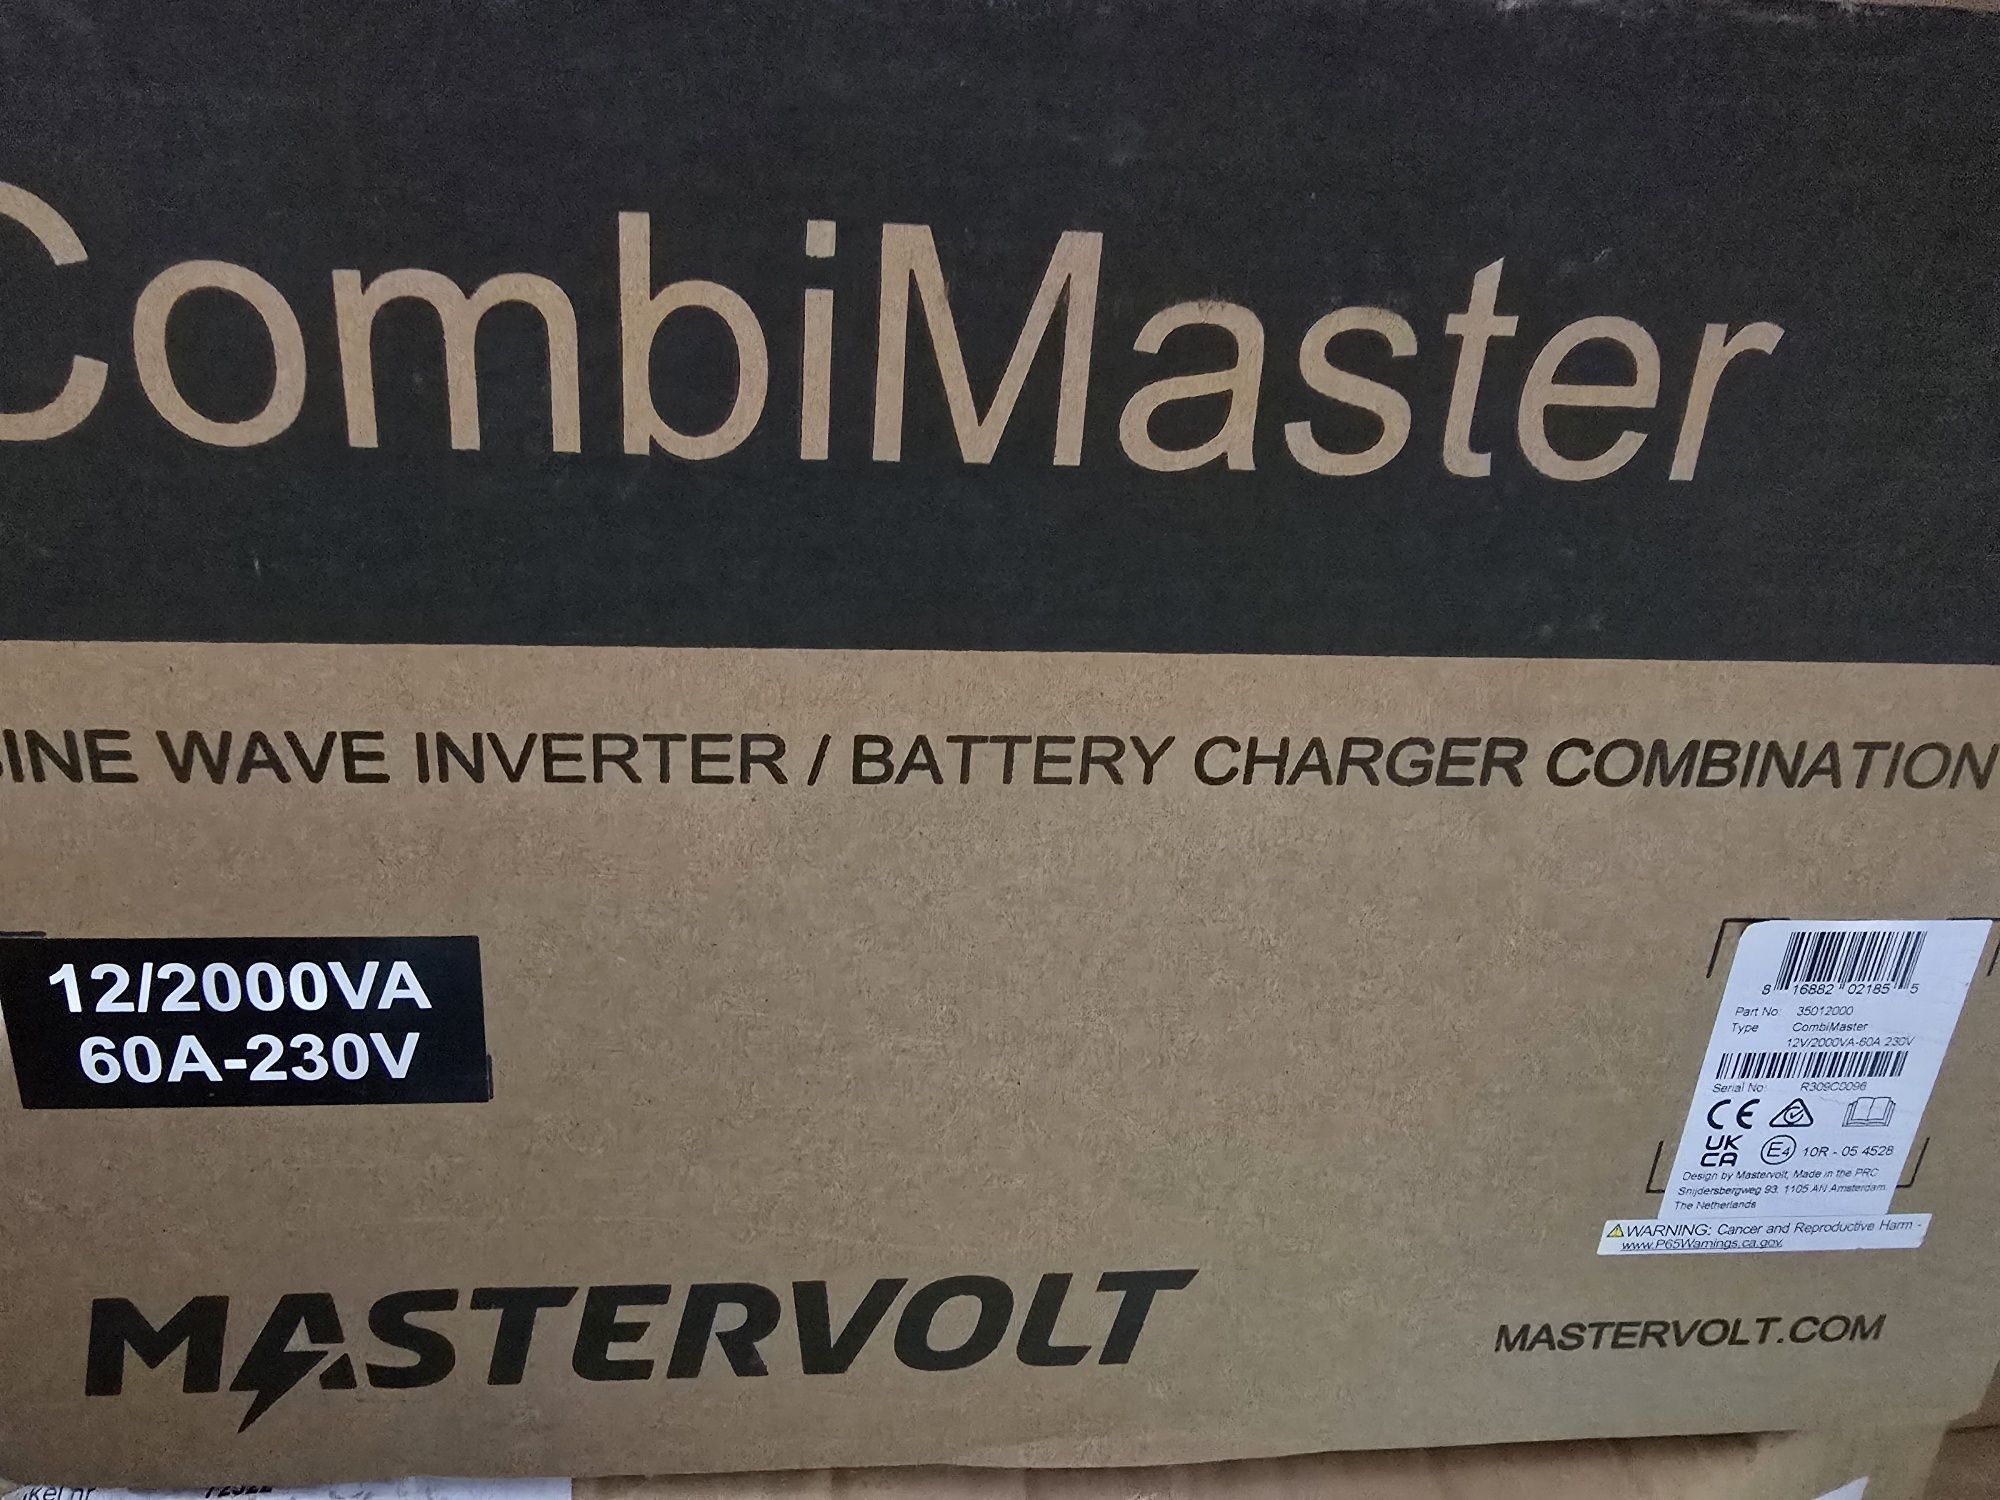 CombiMaster
SINE WAVE INVERTER / BATTERY CHARGER COMBINATION
12/2000VA
60A-230V
8 16882 02185 5
Part No: 35012000
Type CombiMaster
12V/2000VA-60A 230V
Serial No: R309C0096
CE
UK
CA
E4 10R - 05 4528
Design by Mastervolt, Made in the PRC
Snijdersbergweg 93, 1105 AN Amsterdam
The Netherlands
WARNING: Cancer and Reproductive Harm -
www.P65Warnings.ca.gov
MASTERVOLT
MASTERVOLT.COM